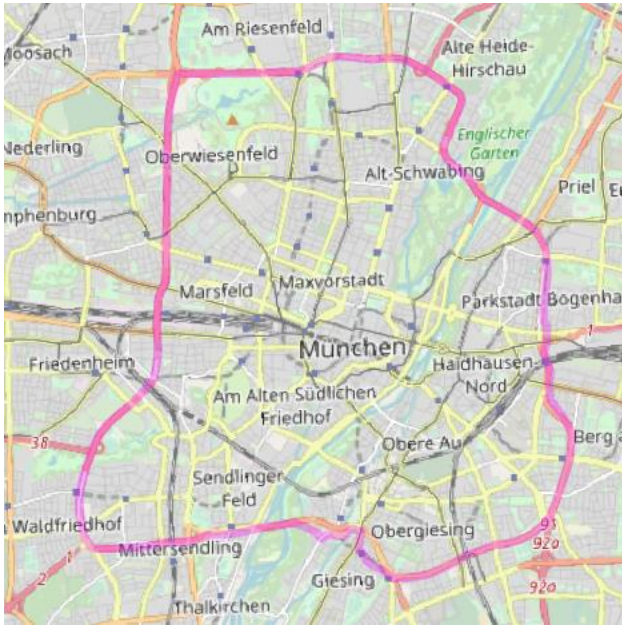 Am Riesenfeld
Moosach
Alte Heide-
Hirschau
Nederling
Oberwiesenfeld
Englischer
Garten
Alt-Schwabing
Priel
mphenburg
Maxvorstadt
Marsfeld
Parkstadt Bogenha
1
München
Friedenheim
Haidhausen-
Nord
Am Alten Südlichen
Friedhof
38
Obere Au
Berg a
Sendlinger
Feld
Waldfriedhof
Obergiesing
93
92a
Mittersendling
1
2
Giesing
92a
Thalkirchen